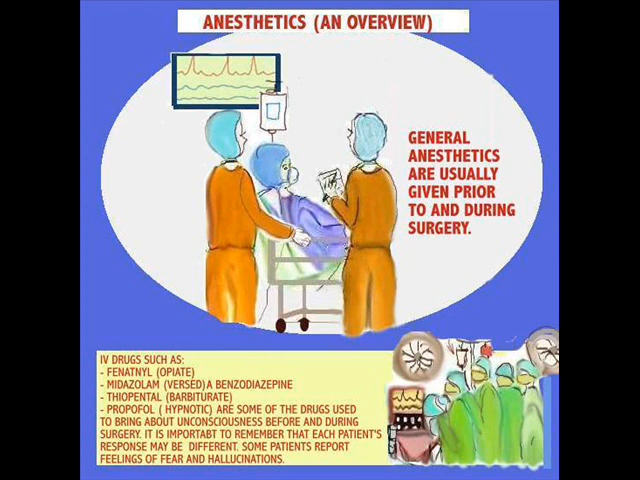 ANESTHETICS (AN OVERVIEW)
GENERAL
ANESTHETICS
ARE USUALLY
GIVEN PRIOR
TO AND DURING
SURGERY.
IV DRUGS SUCH AS:
- FENATNYL (OPIATE)
- MIDAZOLAM (VERSED) A BENZODIAZEPINE
- THIOPENTAL (BARBITURATE)
- PROPOFOL ( HYPNOTIC) ARE SOME OF THE DRUGS USED
TO BRING ABOUT UNCONSCIOUSNESS BEFORE AND DURING
SURGERY. IT IS IMPORTABT TO REMEMBER THAT EACH PATIENT'S
RESPONSE MAY BE DIFFERENT. SOME PATIENTS REPORT
FEELINGS OF FEAR AND HALLUCINATIONS.